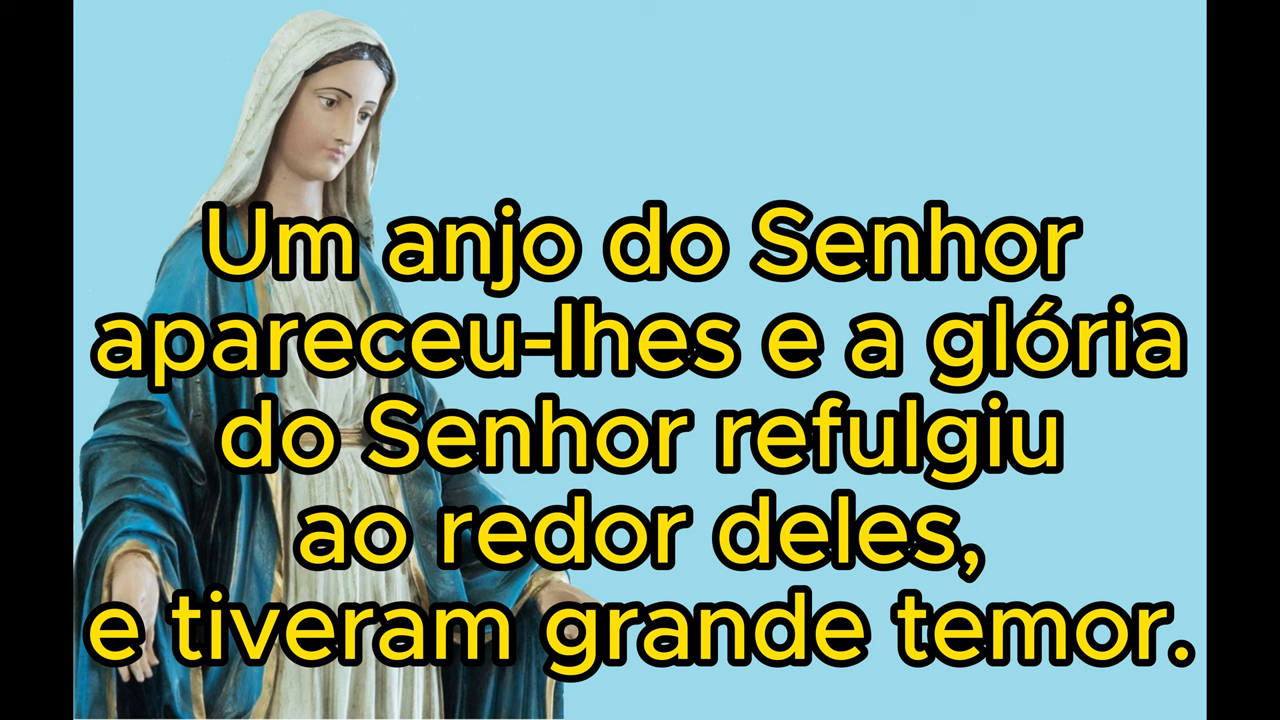 Um anjo do Senhor
apareceu-lhes e a glória
do Senhor refulgiu
ao redor deles,
e tiveram grande temor.